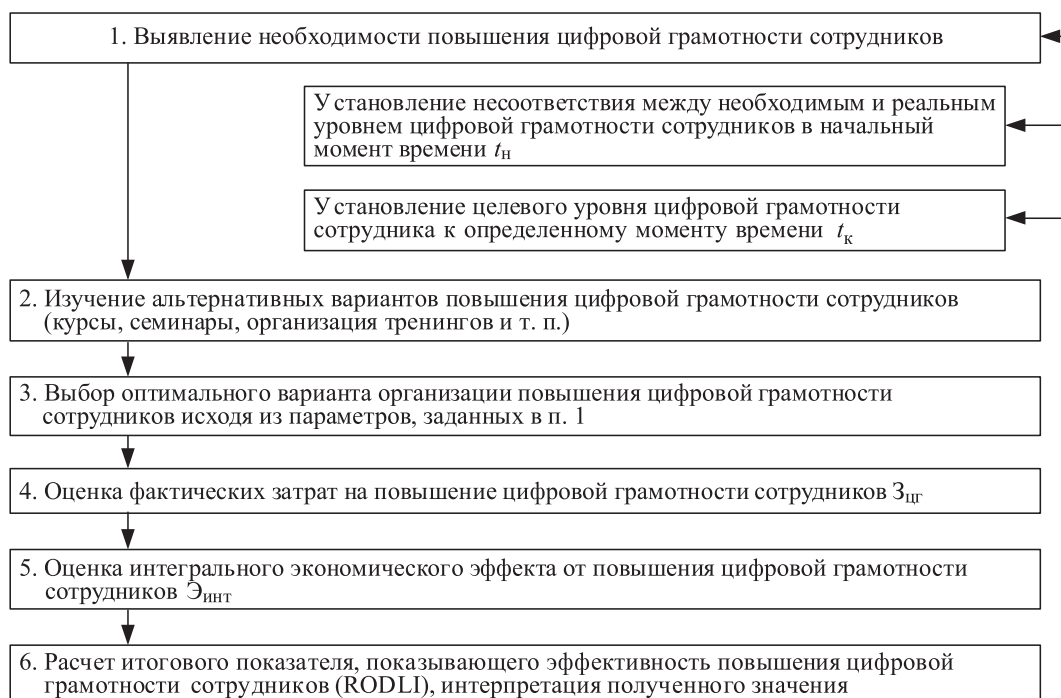 1. Выявление необходимости повышения цифровой грамотности сотрудников
Установление несоответствия между необходимым и реальным
уровнем цифровой грамотности сотрудников в начальный
момент времени tн
Установление целевого уровня цифровой грамотности
сотрудника к определенному моменту времени tк
2. Изучение альтернативных вариантов повышения цифровой грамотности сотрудников
(курсы, семинары, организация тренингов и т. п.)
3. Выбор оптимального варианта организации повышения цифровой грамотности
сотрудников исходя из параметров, заданных в п. 1
4. Оценка фактических затрат на повышение цифровой грамотности сотрудников Зцг
5. Оценка интегрального экономического эффекта от повышения цифровой грамотности
сотрудников Эинт
6. Расчет итогового показателя, показывающего эффективность повышения цифровой
грамотности сотрудников (RODLI), интерпретация полученного значения